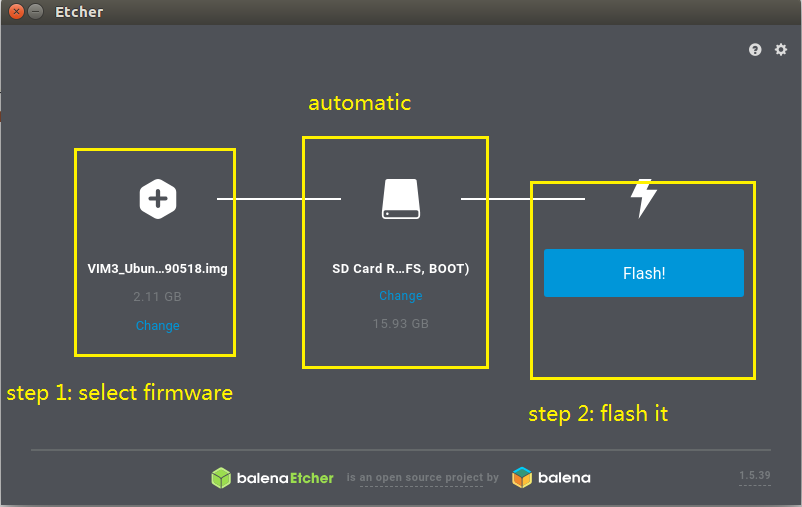 Etcher
automatic
VIM3_Ubun...90518.img
2.11 GB
Change
SD Card R...FS, BOOT)
Change
15.93 GB
Flash!
step 1: select firmware
step 2: flash it
balenaEtcher is an open source project by balena
1.5.39